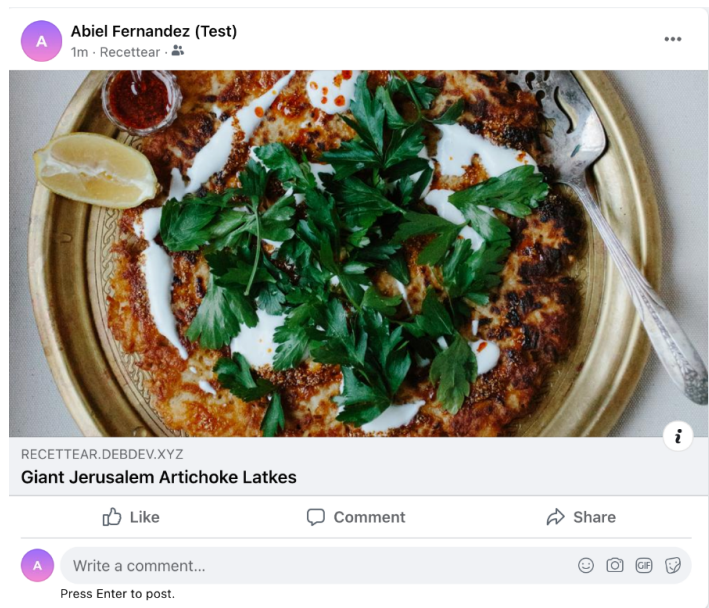 A
Abiel Fernandez (Test)
1m · Recettear ·
RECETTEAR.DEBDEV.XYZ
Giant Jerusalem Artichoke Latkes
Like Comment Share
A
Write a comment... GIF
Press Enter to post.